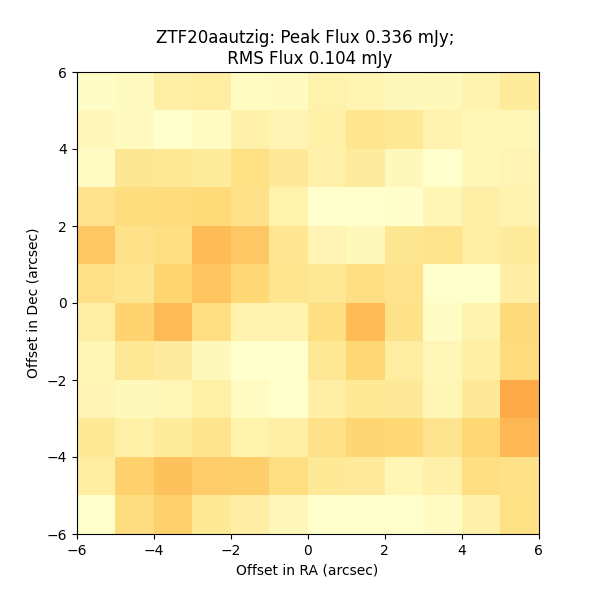 ZTF20aautzig: Peak Flux 0.336 mJy;
RMS Flux 0.104 mJy
6
4
2
0
−2
−4
−6
Offset in Dec (arcsec)
−6 −4 −2 0 2 4 6
Offset in RA (arcsec)